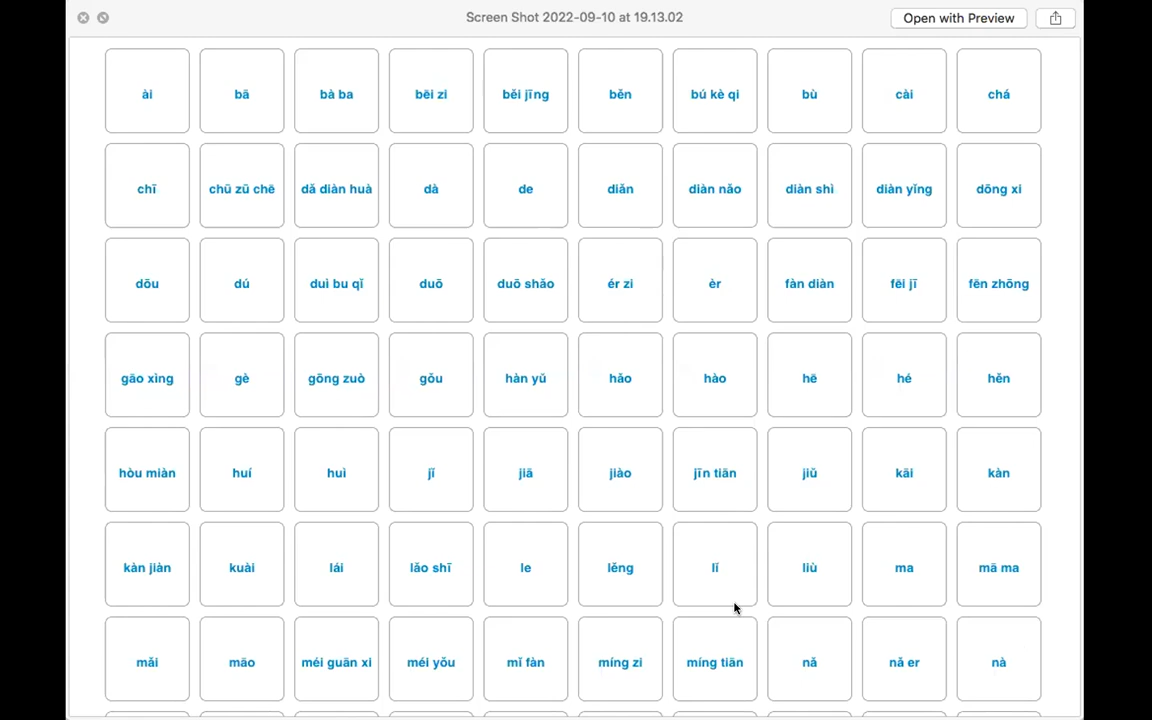 Screen Shot 2022-09-10 at 19.13.02
Open with Preview
ài bā bà ba bēi zi běi jīng běn bú kè qi bù cài chá
chī chū zū chē dǎ diàn huà dà de diǎn diàn nǎo diàn shì diàn yǐng dōng xi
dōu dú duì bu qǐ duō duō shǎo ér zi èr fàn diàn fēi jī fēn zhōng
gāo xìng gè gōng zuò gǒu hàn yǔ hǎo hào hē hé hěn
hòu miàn huí huì jǐ jiā jiào jīn tiān jiǔ kāi kàn
kàn jiàn kuài lái lǎo shī le lěng lí liù ma mā ma
mǎi māo méi guān xi méi yǒu mǐ fàn míng zi míng tiān nǎ nǎ er nà